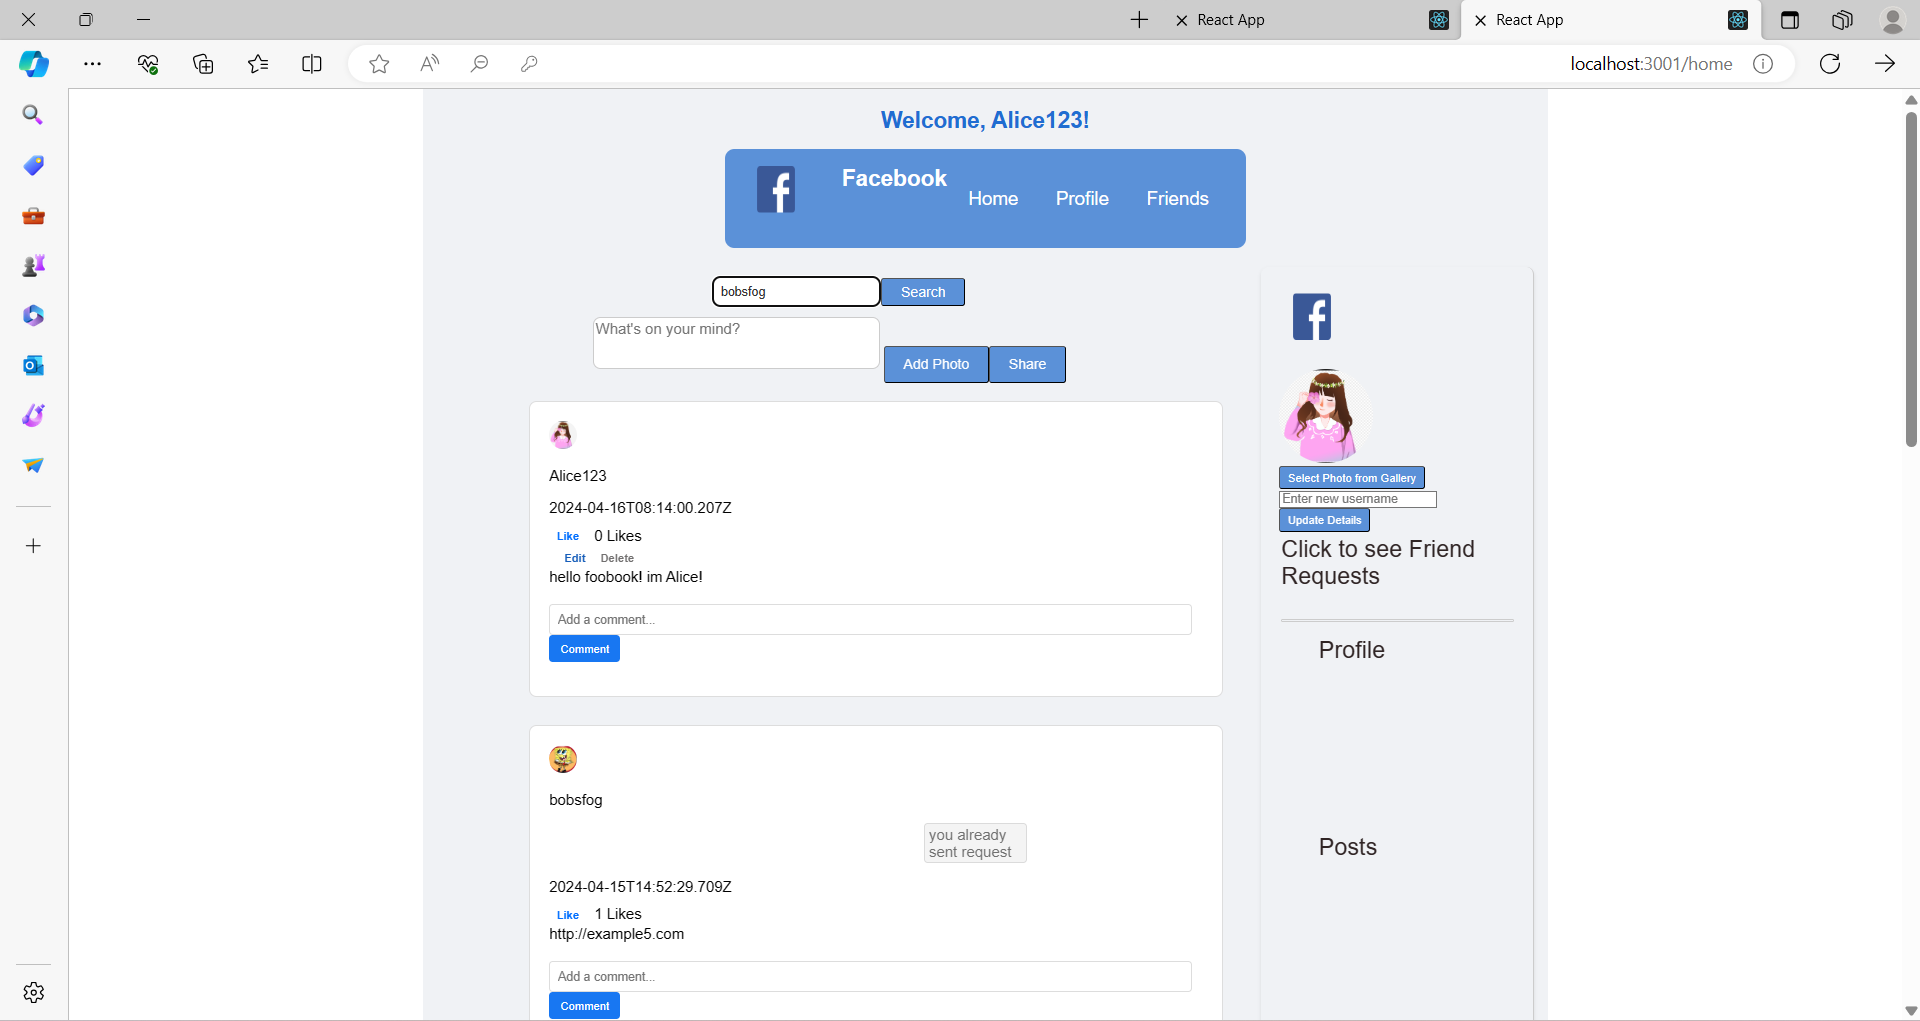 React App
React App
localhost:3001/home
Welcome, Alice123!
Facebook
Home Profile Friends
bobsfog
Search
What's on your mind?
Add Photo
Share
Alice123
2024-04-16T08:14:00.207Z
Like 0 Likes
Edit Delete
hello foobook! im Alice!
Add a comment...
Comment
bobsfog
you already
sent request
2024-04-15T14:52:29.709Z
Like 1 Likes
http://example5.com
Add a comment...
Comment
Select Photo from Gallery
Enter new username
Update Details
Click to see Friend
Requests
Profile
Posts